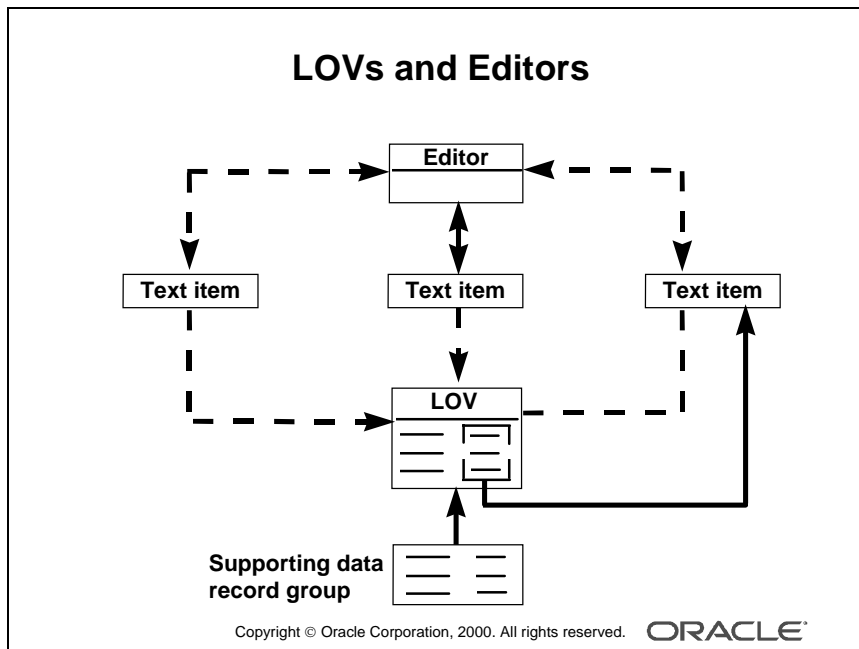 LOVs and Editors
Editor
Text item
Text item
Text item
LOV
Supporting data
record group
Copyright © Oracle Corporation, 2000. All rights reserved.
ORACLE®